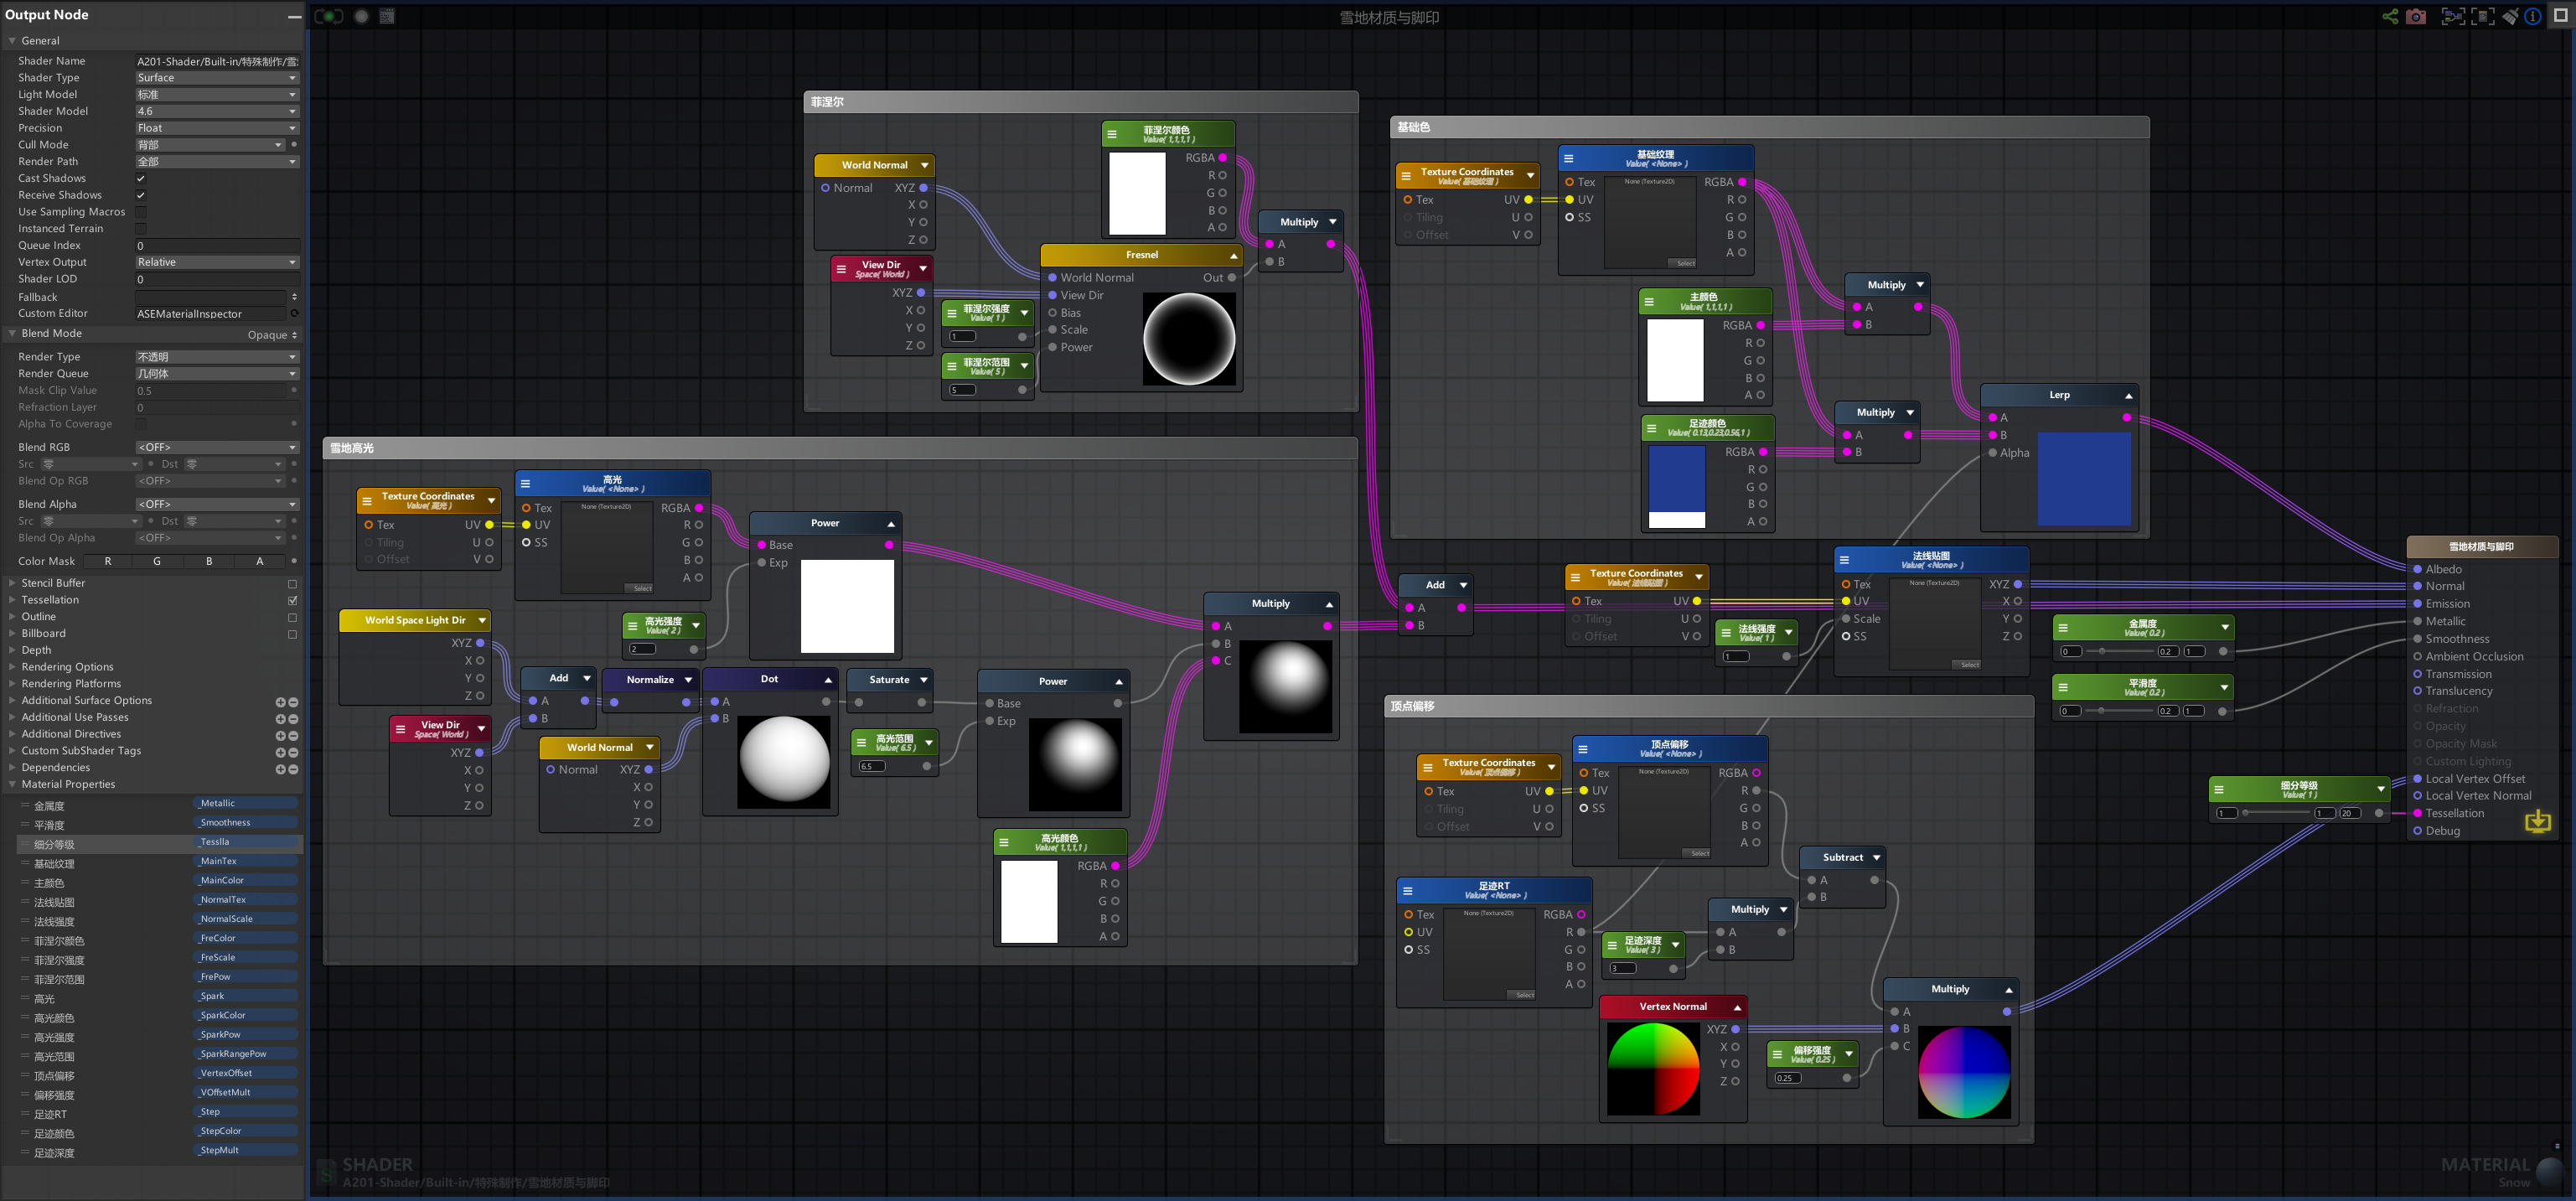 Output Node
General
Shader Name A201-Shader/Built-in/特殊制作/雪
Shader Type Surface
Light Model 标准
Shader Model 4.6
Precision Float
Cull Mode 背部
Render Path 全部
Cast Shadows
Receive Shadows
Use Sampling Macros
Instanced Terrain
Queue Index 0
Vertex Output Relative
Shader LOD 0
Fallback
Custom Editor ASEMaterialInspector
Blend Mode Opaque
Render Type 不透明
Render Queue 几何体
Mask Clip Value 0.5
Refraction Layer 0
Alpha To Coverage
Blend RGB <OFF>
Src 零 Dst 零
Blend Op RGB <OFF>
Blend Alpha <OFF>
Src 零 Dst 零
Blend Op Alpha <OFF>
Color Mask R G B A
Stencil Buffer
Tessellation
Outline
Billboard
Depth
Rendering Options
Rendering Platforms
Additional Surface Options
Additional Use Passes
Additional Directives
Custom SubShader Tags
Dependencies
Material Properties
金属度 _Metallic
平滑度 _Smoothness
细分等级 _Tesslla
基础纹理 _MainTex
主颜色 _MainColor
法线贴图 _NormalTex
法线强度 _NormalScale
菲涅尔颜色 _FreColor
菲涅尔强度 _FreScale
菲涅尔范围 _FrePow
高光 _Spark
高光颜色 _SparkColor
高光强度 _SparkPow
高光范围 _SparkRangePow
顶点偏移 _VertexOffset
偏移强度 _VOffsetMult
足迹RT _Step
足迹颜色 _StepColor
足迹深度 _StepMult
雪地材质与脚印
菲涅尔
World Normal
Normal XYZ
X
Y
Z
View Dir
Space( World )
XYZ
X
Y
Z
菲涅尔颜色
Value( 1,1,1,1 )
RGBA
R
G
B
A
菲涅尔强度
Value( 1 )
1
菲涅尔范围
Value( 5 )
5
Fresnel
World Normal Out
View Dir
Bias
Scale
Power
Multiply
A
B
基础色
Texture Coordinates
Value( 基础纹理 )
Tex UV
Tiling U
Offset V
基础纹理
Value( <None> )
Tex RGBA
UV R
SS G
B
A
None (Texture2D)
Select
主颜色
Value( 1,1,1,1 )
RGBA
R
G
B
A
足迹颜色
Value( 0.13,0.23,0.56,1 )
RGBA
R
G
B
A
Multiply
A
B
Multiply
A
B
Lerp
A
B
Alpha
雪地高光
Texture Coordinates
Value( 高光 )
Tex UV
Tiling U
Offset V
高光
Value( <None> )
Tex RGBA
UV R
SS G
B
A
None (Texture2D)
Select
高光强度
Value( 2 )
2
Power
Base
Exp
World Space Light Dir
XYZ
X
Y
Z
View Dir
Space( World )
XYZ
X
Y
Z
Add
A
B
Normalize
World Normal
Normal XYZ
X
Y
Z
Dot
A
B
Saturate
高光范围
Value( 6.5 )
6.5
Power
Base
Exp
高光颜色
Value( 1,1,1,1 )
RGBA
R
G
B
A
Multiply
A
B
C
Add
A
B
Texture Coordinates
Value( 法线贴图 )
Tex UV
Tiling U
Offset V
法线强度
Value( 1 )
1
法线贴图
Value( <None> )
Tex XYZ
UV X
Scale Y
SS Z
None (Texture2D)
Select
金属度
Value( 0.2 )
0 0.2 1
平滑度
Value( 0.2 )
0 0.2 1
细分等级
Value( 1 )
1 1 20
雪地材质与脚印
Albedo
Normal
Emission
Metallic
Smoothness
Ambient Occlusion
Transmission
Translucency
Refraction
Opacity
Opacity Mask
Custom Lighting
Local Vertex Offset
Local Vertex Normal
Tessellation
Debug
顶点偏移
Texture Coordinates
Value( 顶点偏移 )
Tex UV
Tiling U
Offset V
顶点偏移
Value( <None> )
Tex RGBA
UV R
SS G
B
A
None (Texture2D)
Select
足迹RT
Value( <None> )
Tex RGBA
UV R
SS G
B
A
None (Texture2D)
Select
足迹深度
Value( 3 )
3
Multiply
A
B
Subtract
A
B
Vertex Normal
XYZ
X
Y
Z
偏移强度
Value( 0.25 )
0.25
Multiply
A
B
C
SHADER
A201-Shader/Built-in/特殊制作/雪地材质与脚印
MATERIAL
Snow